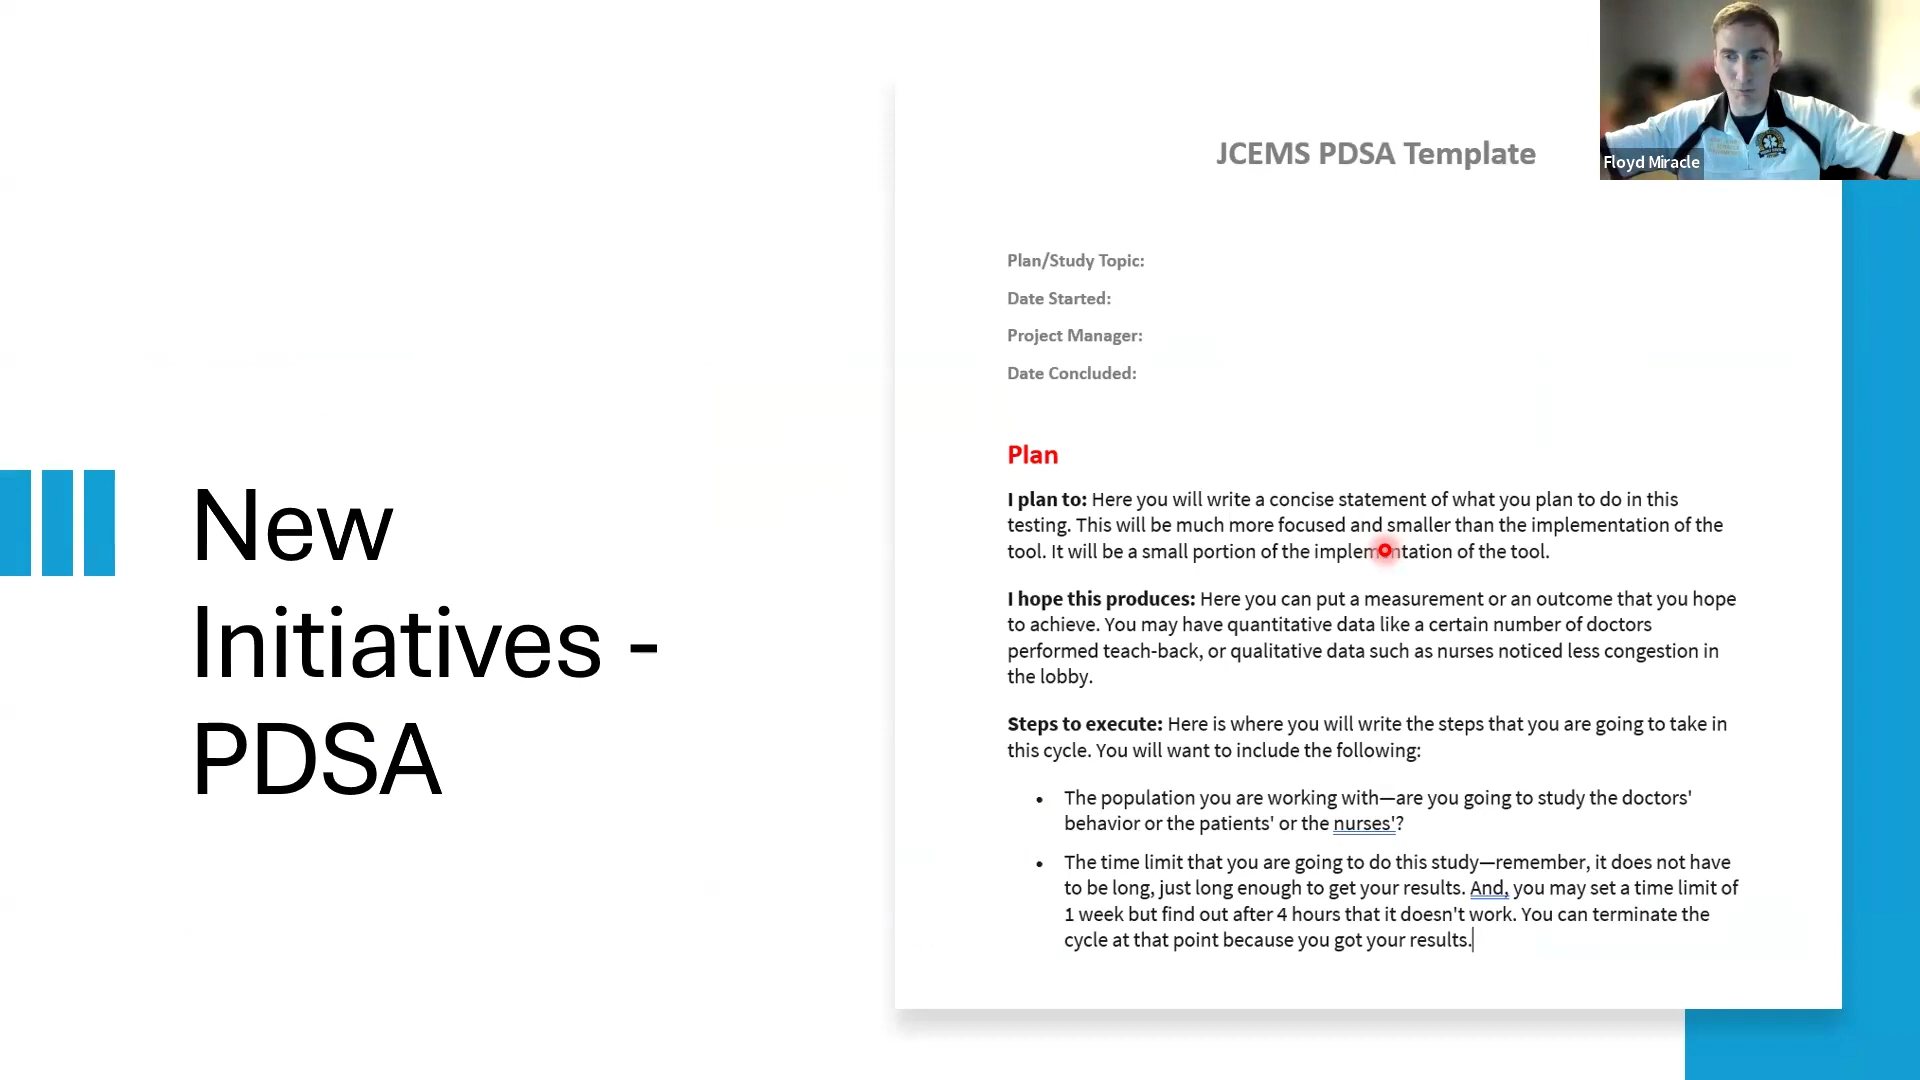 New
Initiatives -
PDSA
JCEMS PDSA Template
Floyd Miracle
Plan/Study Topic:
Date Started:
Project Manager:
Date Concluded:
Plan
I plan to: Here you will write a concise statement of what you plan to do in this
testing. This will be much more focused and smaller than the implementation of the
tool. It will be a small portion of the implementation of the tool.
I hope this produces: Here you can put a measurement or an outcome that you hope
to achieve. You may have quantitative data like a certain number of doctors
performed teach-back, or qualitative data such as nurses noticed less congestion in
the lobby.
Steps to execute: Here is where you will write the steps that you are going to take in
this cycle. You will want to include the following:
• The population you are working with—are you going to study the doctors'
behavior or the patients' or the nurses'?
• The time limit that you are going to do this study—remember, it does not have
to be long, just long enough to get your results. And, you may set a time limit of
1 week but find out after 4 hours that it doesn't work. You can terminate the
cycle at that point because you got your results.